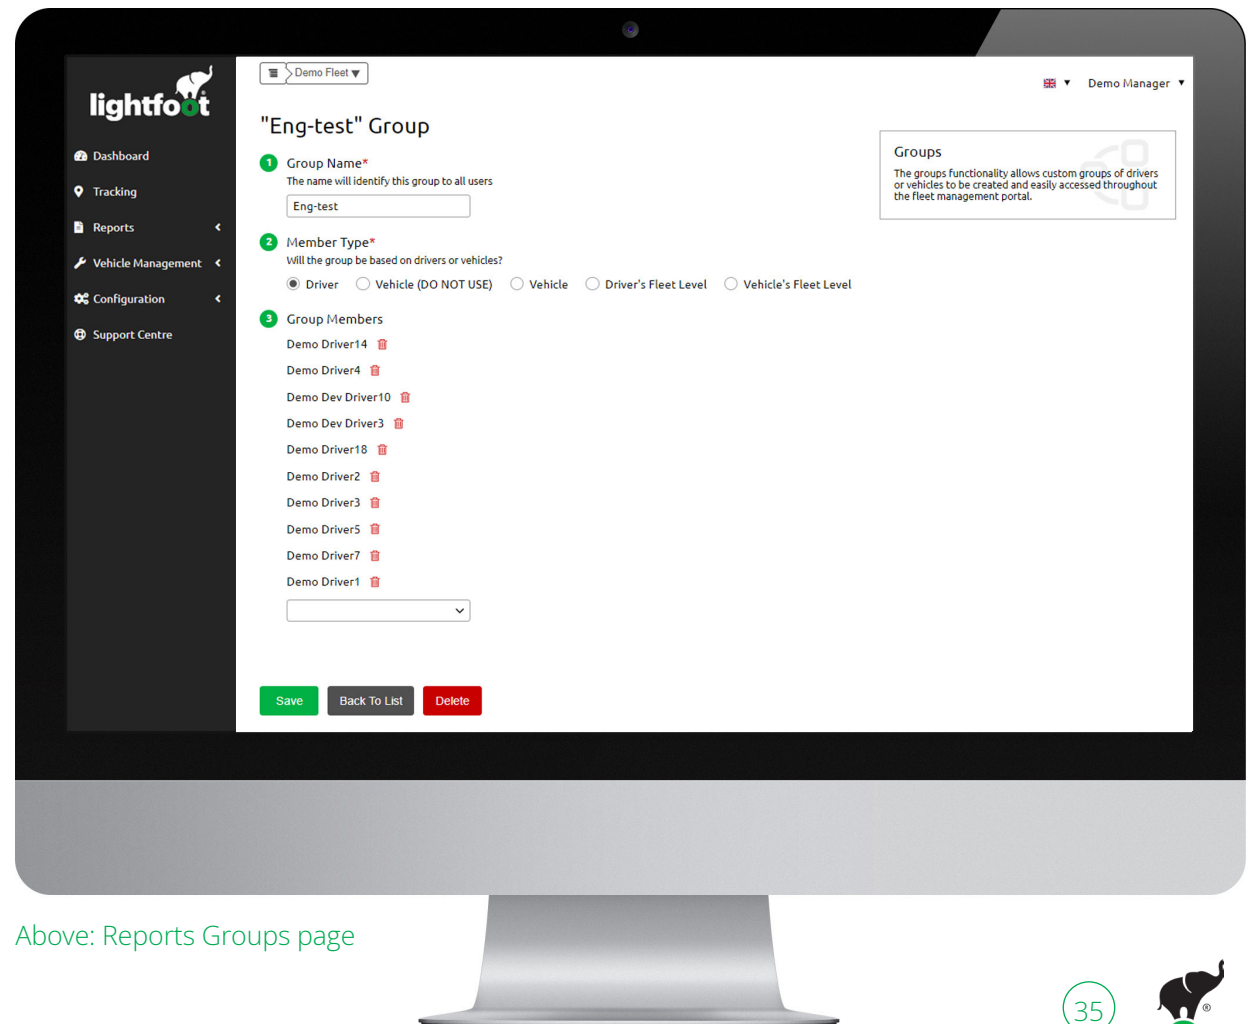 lightfoot
Dashboard
Tracking
Reports
Vehicle Management
Configuration
Support Centre
Demo Fleet
Demo Manager
"Eng-test" Group
1 Group Name*
The name will identify this group to all users
Eng-test
2 Member Type*
Will the group be based on drivers or vehicles?
Driver Vehicle (DO NOT USE) Vehicle Driver's Fleet Level Vehicle's Fleet Level
3 Group Members
Demo Driver14
Demo Driver4
Demo Dev Driver10
Demo Dev Driver3
Demo Driver18
Demo Driver2
Demo Driver3
Demo Driver5
Demo Driver7
Demo Driver1
Save Back To List Delete
Groups
The groups functionality allows custom groups of drivers
or vehicles to be created and easily accessed throughout
the fleet management portal.
Above: Reports Groups page
35
®